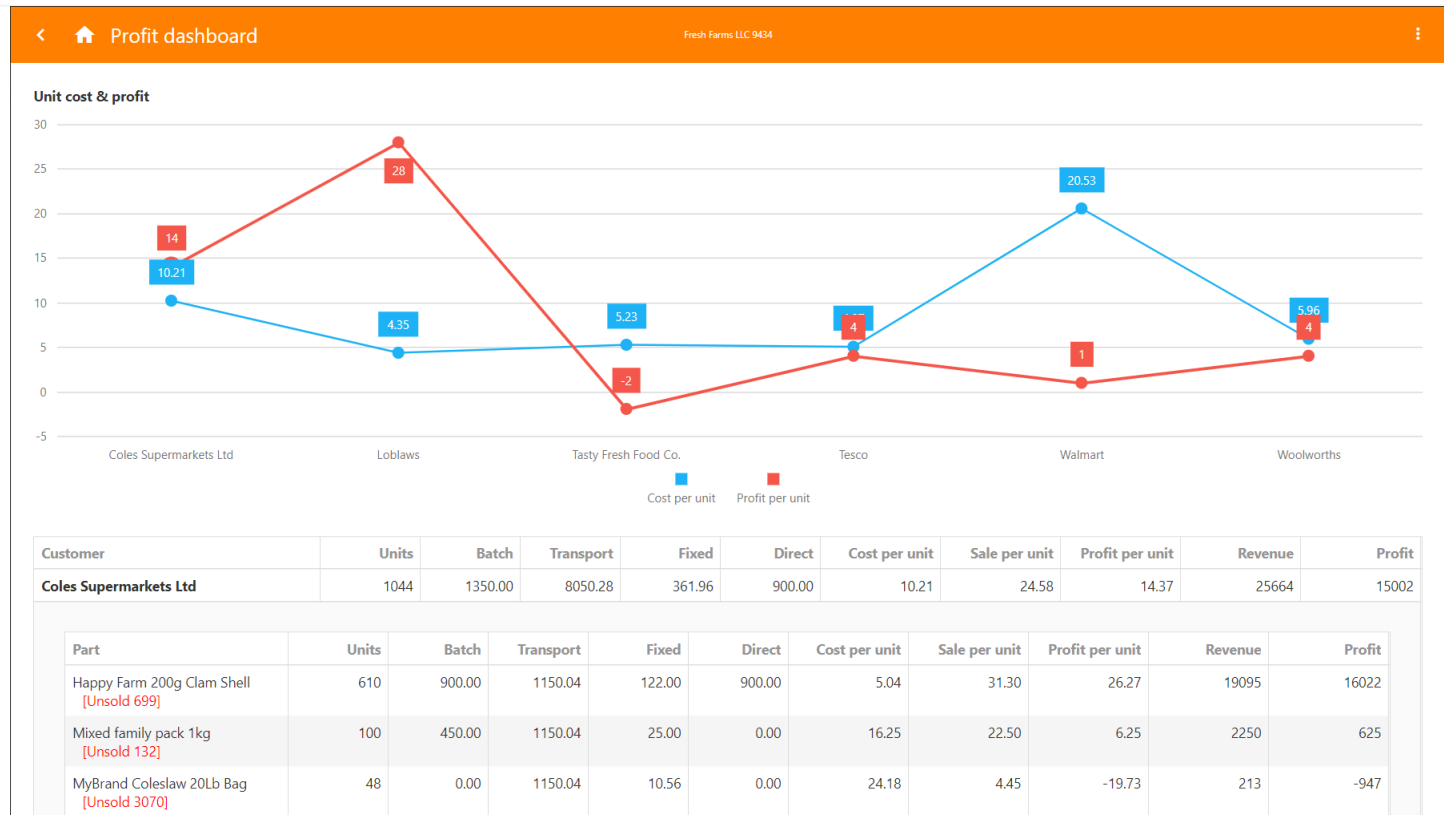 Profit dashboard
Fresh Farms LLC 9434
Unit cost & profit
30
25
20
15
10
5
0
-5
14
10.21
28
4.35
5.23
-2
4
20.53
1
5.96
4
Coles Supermarkets Ltd Loblaws Tasty Fresh Food Co. Tesco Walmart Woolworths
Cost per unit Profit per unit
Customer Units Batch Transport Fixed Direct Cost per unit Sale per unit Profit per unit Revenue Profit
Coles Supermarkets Ltd 1044 1350.00 8050.28 361.96 900.00 10.21 24.58 14.37 25664 15002
Part Units Batch Transport Fixed Direct Cost per unit Sale per unit Profit per unit Revenue Profit
Happy Farm 200g Clam Shell 610 900.00 1150.04 122.00 900.00 5.04 31.30 26.27 19095 16022
[Unsold 699]
Mixed family pack 1kg 100 450.00 1150.04 25.00 0.00 16.25 22.50 6.25 2250 625
[Unsold 132]
MyBrand Coleslaw 20Lb Bag 48 0.00 1150.04 10.56 0.00 24.18 4.45 -19.73 213 -947
[Unsold 3070]